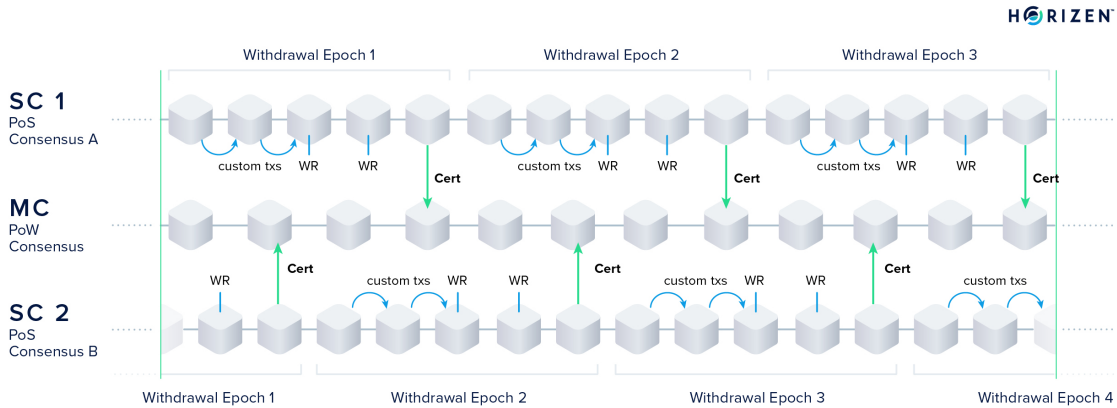 HORIZEN
Withdrawal Epoch 1
Withdrawal Epoch 2
Withdrawal Epoch 3
SC 1
PoS
Consensus A
custom txs
WR
WR
custom txs
WR
WR
custom txs
WR
WR
Cert
Cert
Cert
MC
PoW
Consensus
WR
Cert
custom txs
WR
WR
Cert
custom txs
WR
WR
Cert
custom txs
SC 2
PoS
Consensus B
Withdrawal Epoch 1
Withdrawal Epoch 2
Withdrawal Epoch 3
Withdrawal Epoch 4